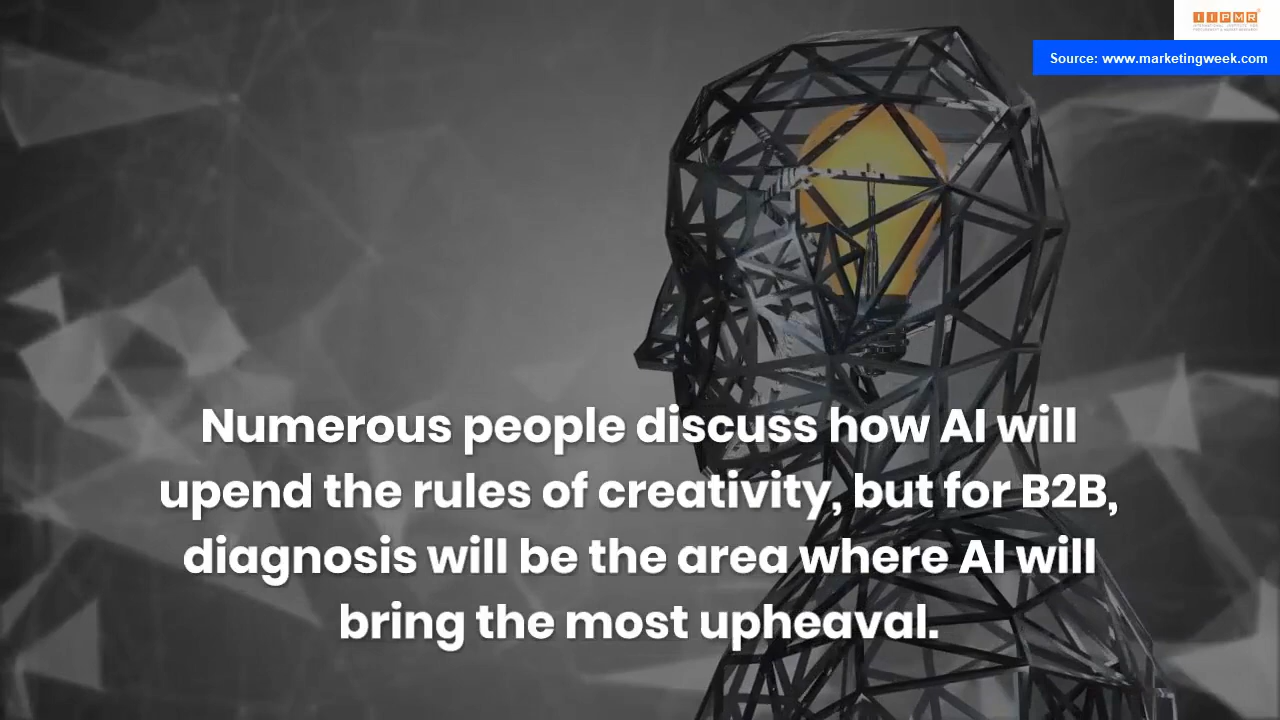 IIPMR
Source: www.marketingweek.com
Numerous people discuss how AI will
upend the rules of creativity, but for B2B,
diagnosis will be the area where AI will
bring the most upheaval.